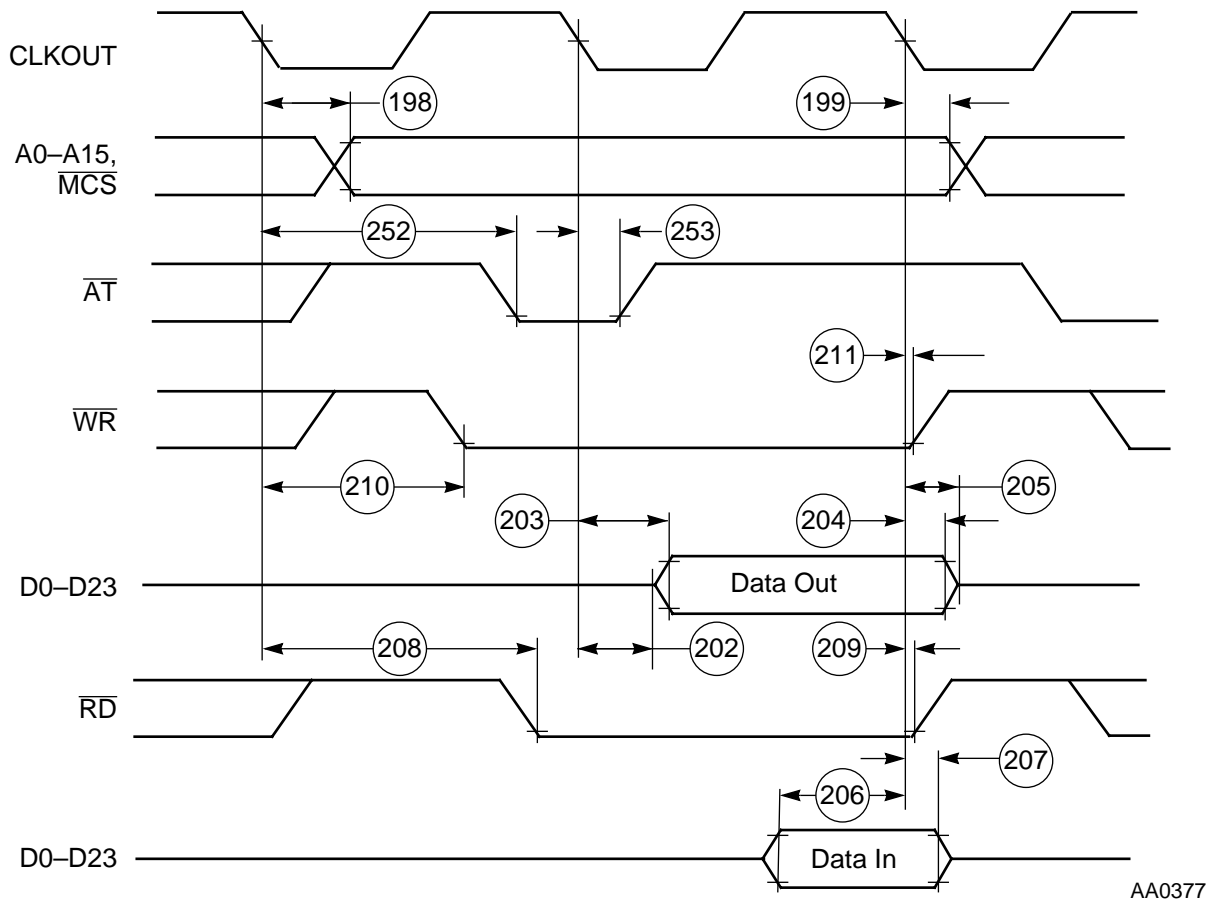 CLKOUT
198
199
A0–A15,
MCS
252
253
AT
211
WR
210
205
203
204
D0–D23
Data Out
208
202
209
RD
207
206
D0–D23
Data In
AA0377